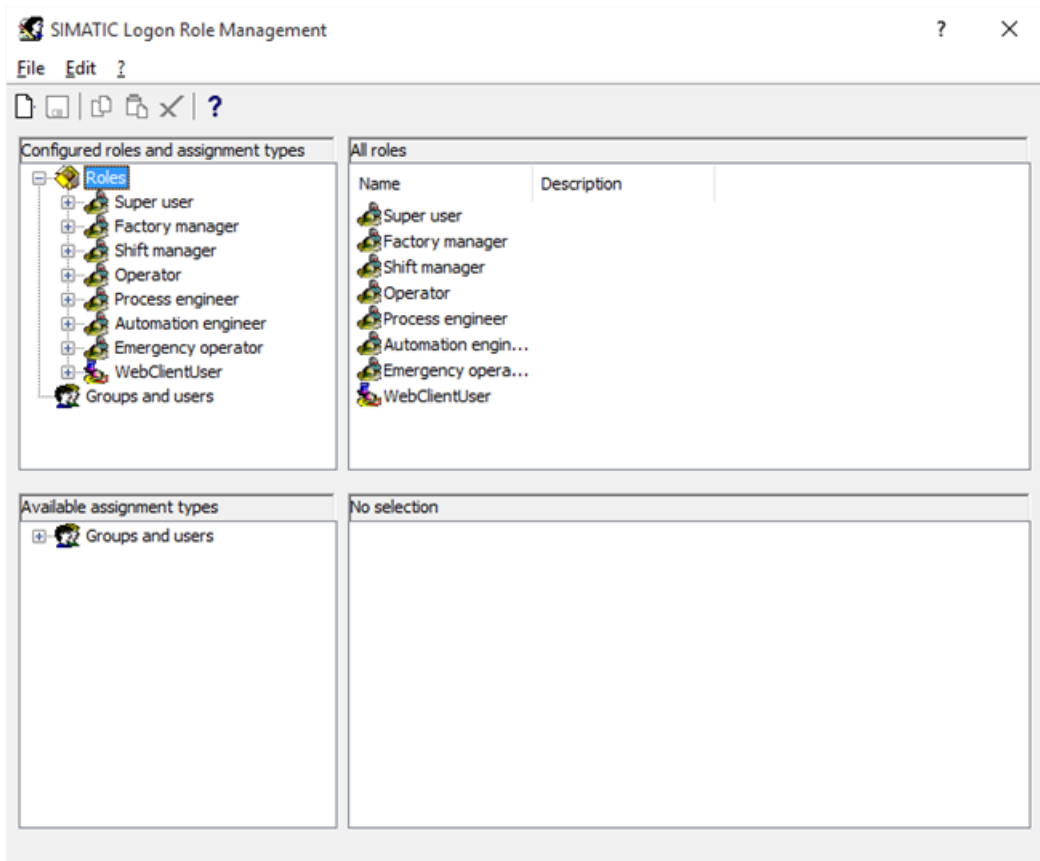 SIMATIC Logon Role Management
? ×
File Edit ?
?
Configured roles and assignment types
Roles
Super user
Factory manager
Shift manager
Operator
Process engineer
Automation engineer
Emergency operator
WebClientUser
Groups and users
All roles
Name Description
Super user
Factory manager
Shift manager
Operator
Process engineer
Automation engin...
Emergency opera...
WebClientUser
Available assignment types
Groups and users
No selection